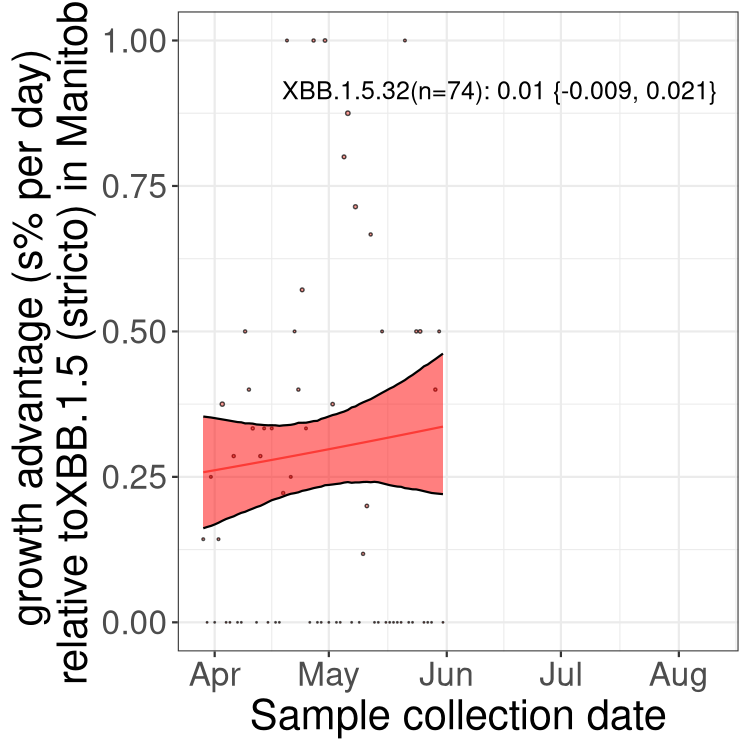 growth advantage (s% per day)
relative toXBB.1.5 (stricto) in Manitob
1.00
0.75
0.50
0.25
0.00
XBB.1.5.32(n=74): 0.01 {-0.009, 0.021}
Apr May Jun Jul Aug
Sample collection date